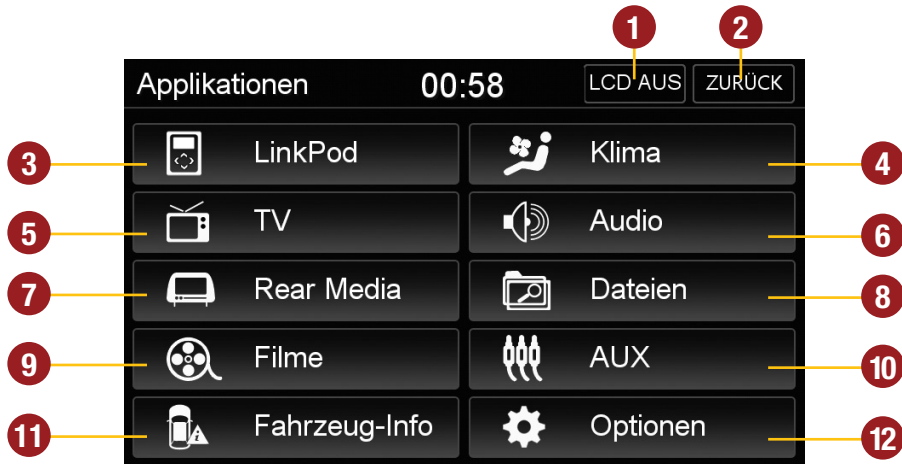 1 2
Applikationen 00:58 LCD AUS ZURÜCK
3 LinkPod Klima 4
5 TV Audio 6
7 Rear Media Dateien 8
9 Filme AUX 10
11 Fahrzeug-Info Optionen 12